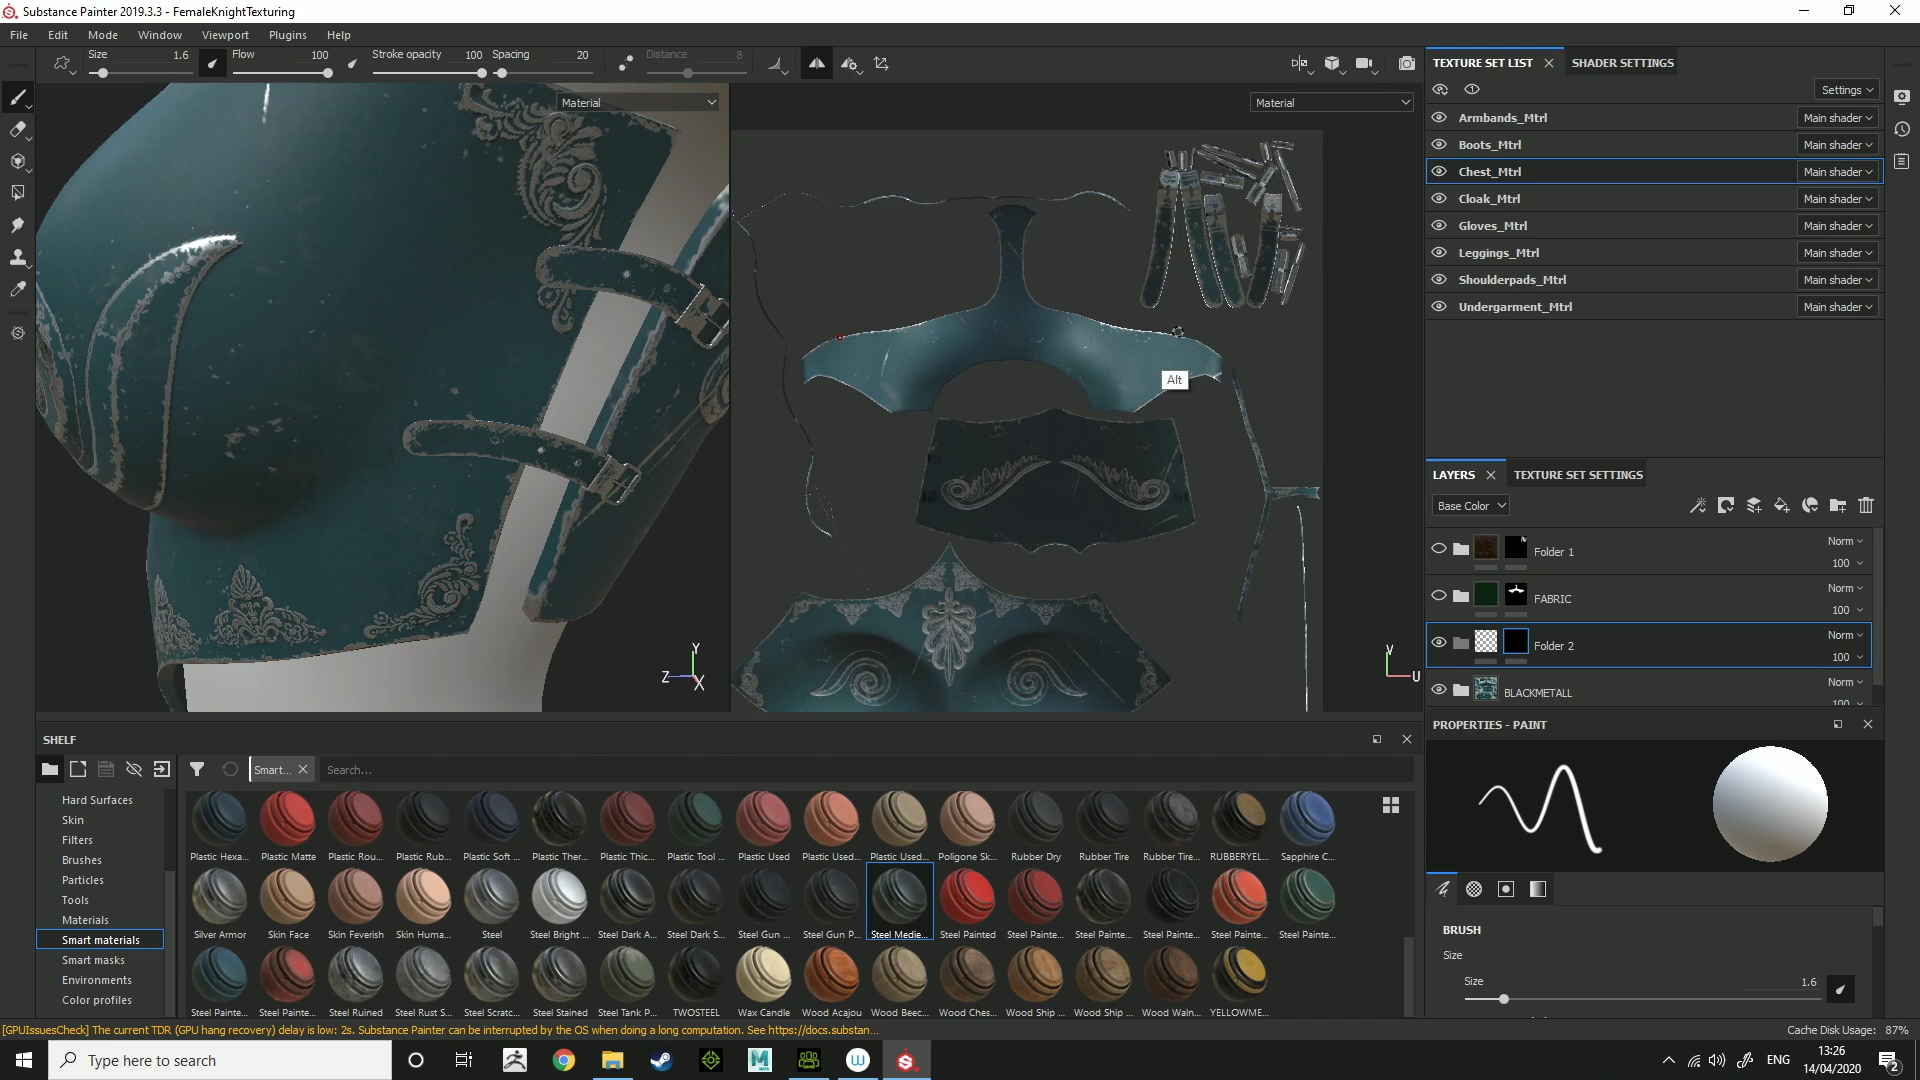 Substance Painter 2019.3.3 - FemaleKnightTexturing
File Edit Mode Window Viewport Plugins Help
Size 1.6 Flow 100 Stroke opacity 100 Spacing 20 Distance 8
Material
Material
Alt
Y
Z
X
V
U
TEXTURE SET LIST SHADER SETTINGS
Settings
Armbands_Mtrl Main shader
Boots_Mtrl Main shader
Chest_Mtrl Main shader
Cloak_Mtrl Main shader
Gloves_Mtrl Main shader
Leggings_Mtrl Main shader
Shoulderpads_Mtrl Main shader
Undergarment_Mtrl Main shader
LAYERS TEXTURE SET SETTINGS
Base Color
Folder 1 Norm
100
FABRIC Norm
100
Folder 2 Norm
100
BLACKMETALL Norm
100
PROPERTIES - PAINT
BRUSH
Size
Size 1.6
SHELF
Smart... Search...
Hard Surfaces
Skin
Filters
Brushes
Particles
Tools
Materials
Smart materials
Smart masks
Environments
Color profiles
Plastic Hexa... Plastic Matte Plastic Rou... Plastic Rub... Plastic Soft ... Plastic Ther... Plastic Thic... Plastic Tool ... Plastic Used Plastic Used... Plastic Used... Poligone Sk... Rubber Dry Rubber Tire Rubber Tire... RUBBERYEL... Sapphire C...
Silver Armor Skin Face Skin Feverish Skin Huma... Steel Steel Bright ... Steel Dark A... Steel Dark S... Steel Gun ... Steel Gun P... Steel Medie... Steel Painted Steel Painte... Steel Painte... Steel Painte... Steel Painte... Steel Painte...
Steel Painte... Steel Painte... Steel Ruined Steel Rust S... Steel Scratc... Steel Stained Steel Tank P... TWOSTEEL Wax Candle Wood Acajou Wood Beec... Wood Ches... Wood Ship ... Wood Ship ... Wood Waln... YELLOWME...
[GPUIssuesCheck] The current TDR (GPU hang recovery) delay is low: 2s. Substance Painter can be interrupted by the OS when doing a long computation. See https://docs.substan...
Cache Disk Usage: 87%
Type here to search
ENG
13:26
14/04/2020
2